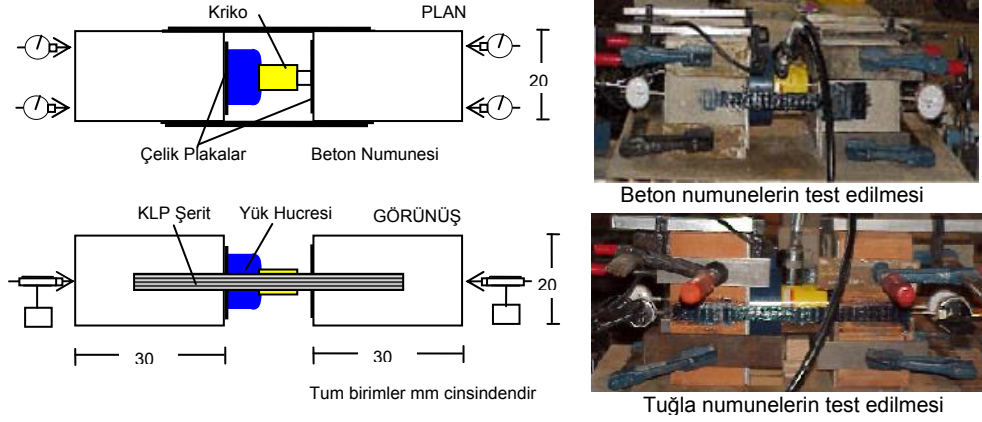 Kriko
PLAN
20
Çelik Plakalar
Beton Numunesi
KLP Şerit
Yük Hucresi
GÖRÜNÜŞ
20
30
30
Tum birimler mm cinsindendir
Beton numunelerin test edilmesi
Tuğla numunelerin test edilmesi